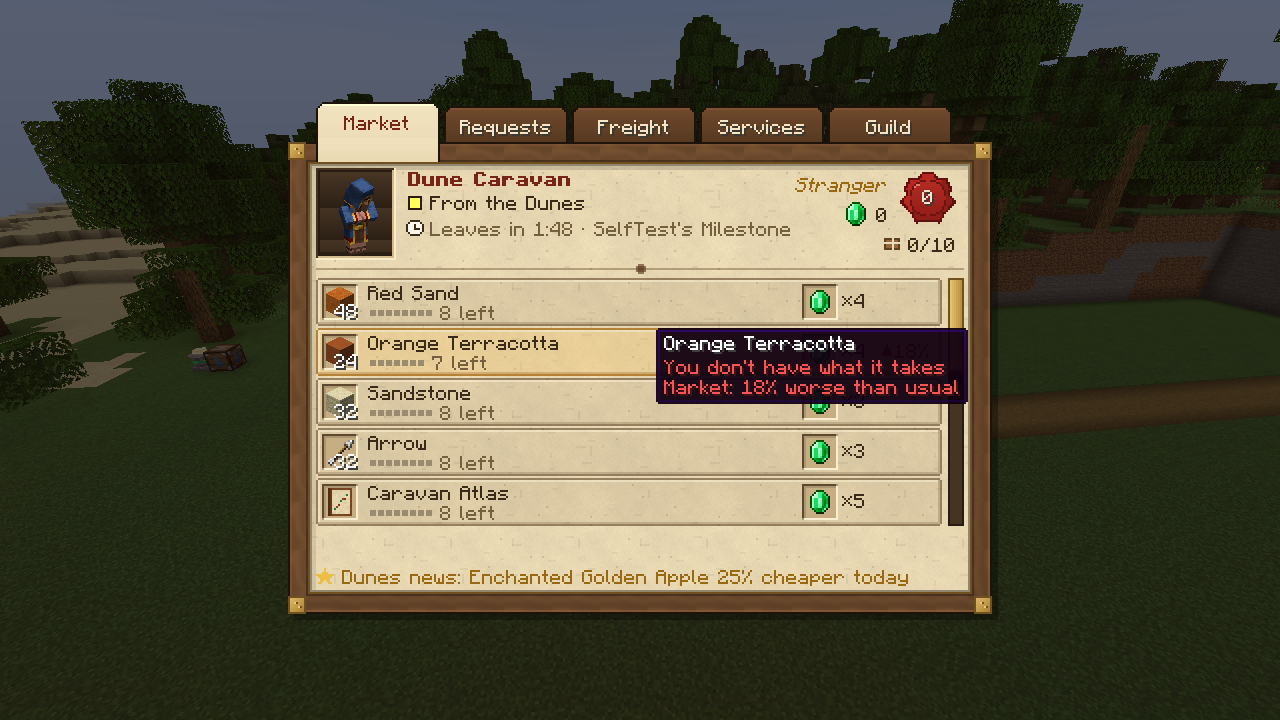 Market
Requests
Freight
Services
Guild
Dune Caravan
Stranger
0
From the Dunes
0
Leaves in 1:48 · SelfTest's Milestone
0/10
48
Red Sand
8 left
×4
24
Orange Terracotta
7 left
Orange Terracotta
You don't have what it takes
Market: 18% worse than usual
32
Sandstone
8 left
32
Arrow
8 left
×3
Caravan Atlas
8 left
×5
Dunes news: Enchanted Golden Apple 25% cheaper today